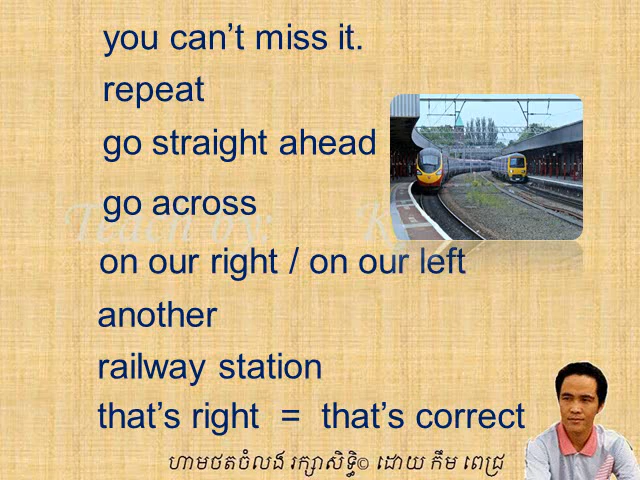 you can’t miss it.
repeat
go straight ahead
go across
on our right / on our left
another
railway station
that’s right = that’s correct
ហាមថតចំលង រក្សាសិទ្ធិ© ដោយ កឹម ពេជ្រ